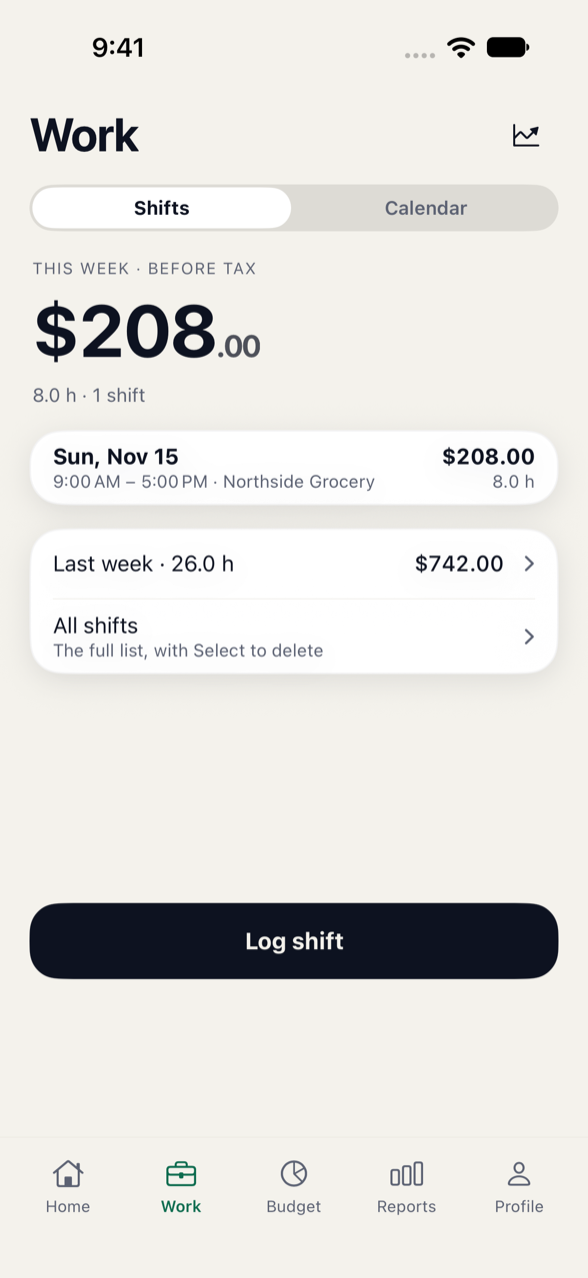 9:41
Work
Shifts
Calendar
THIS WEEK · BEFORE TAX
$208.00
8.0 h · 1 shift
Sun, Nov 15
$208.00
9:00 AM – 5:00 PM · Northside Grocery
8.0 h
Last week · 26.0 h
$742.00
All shifts
The full list, with Select to delete
Log shift
Home
Work
Budget
Reports
Profile